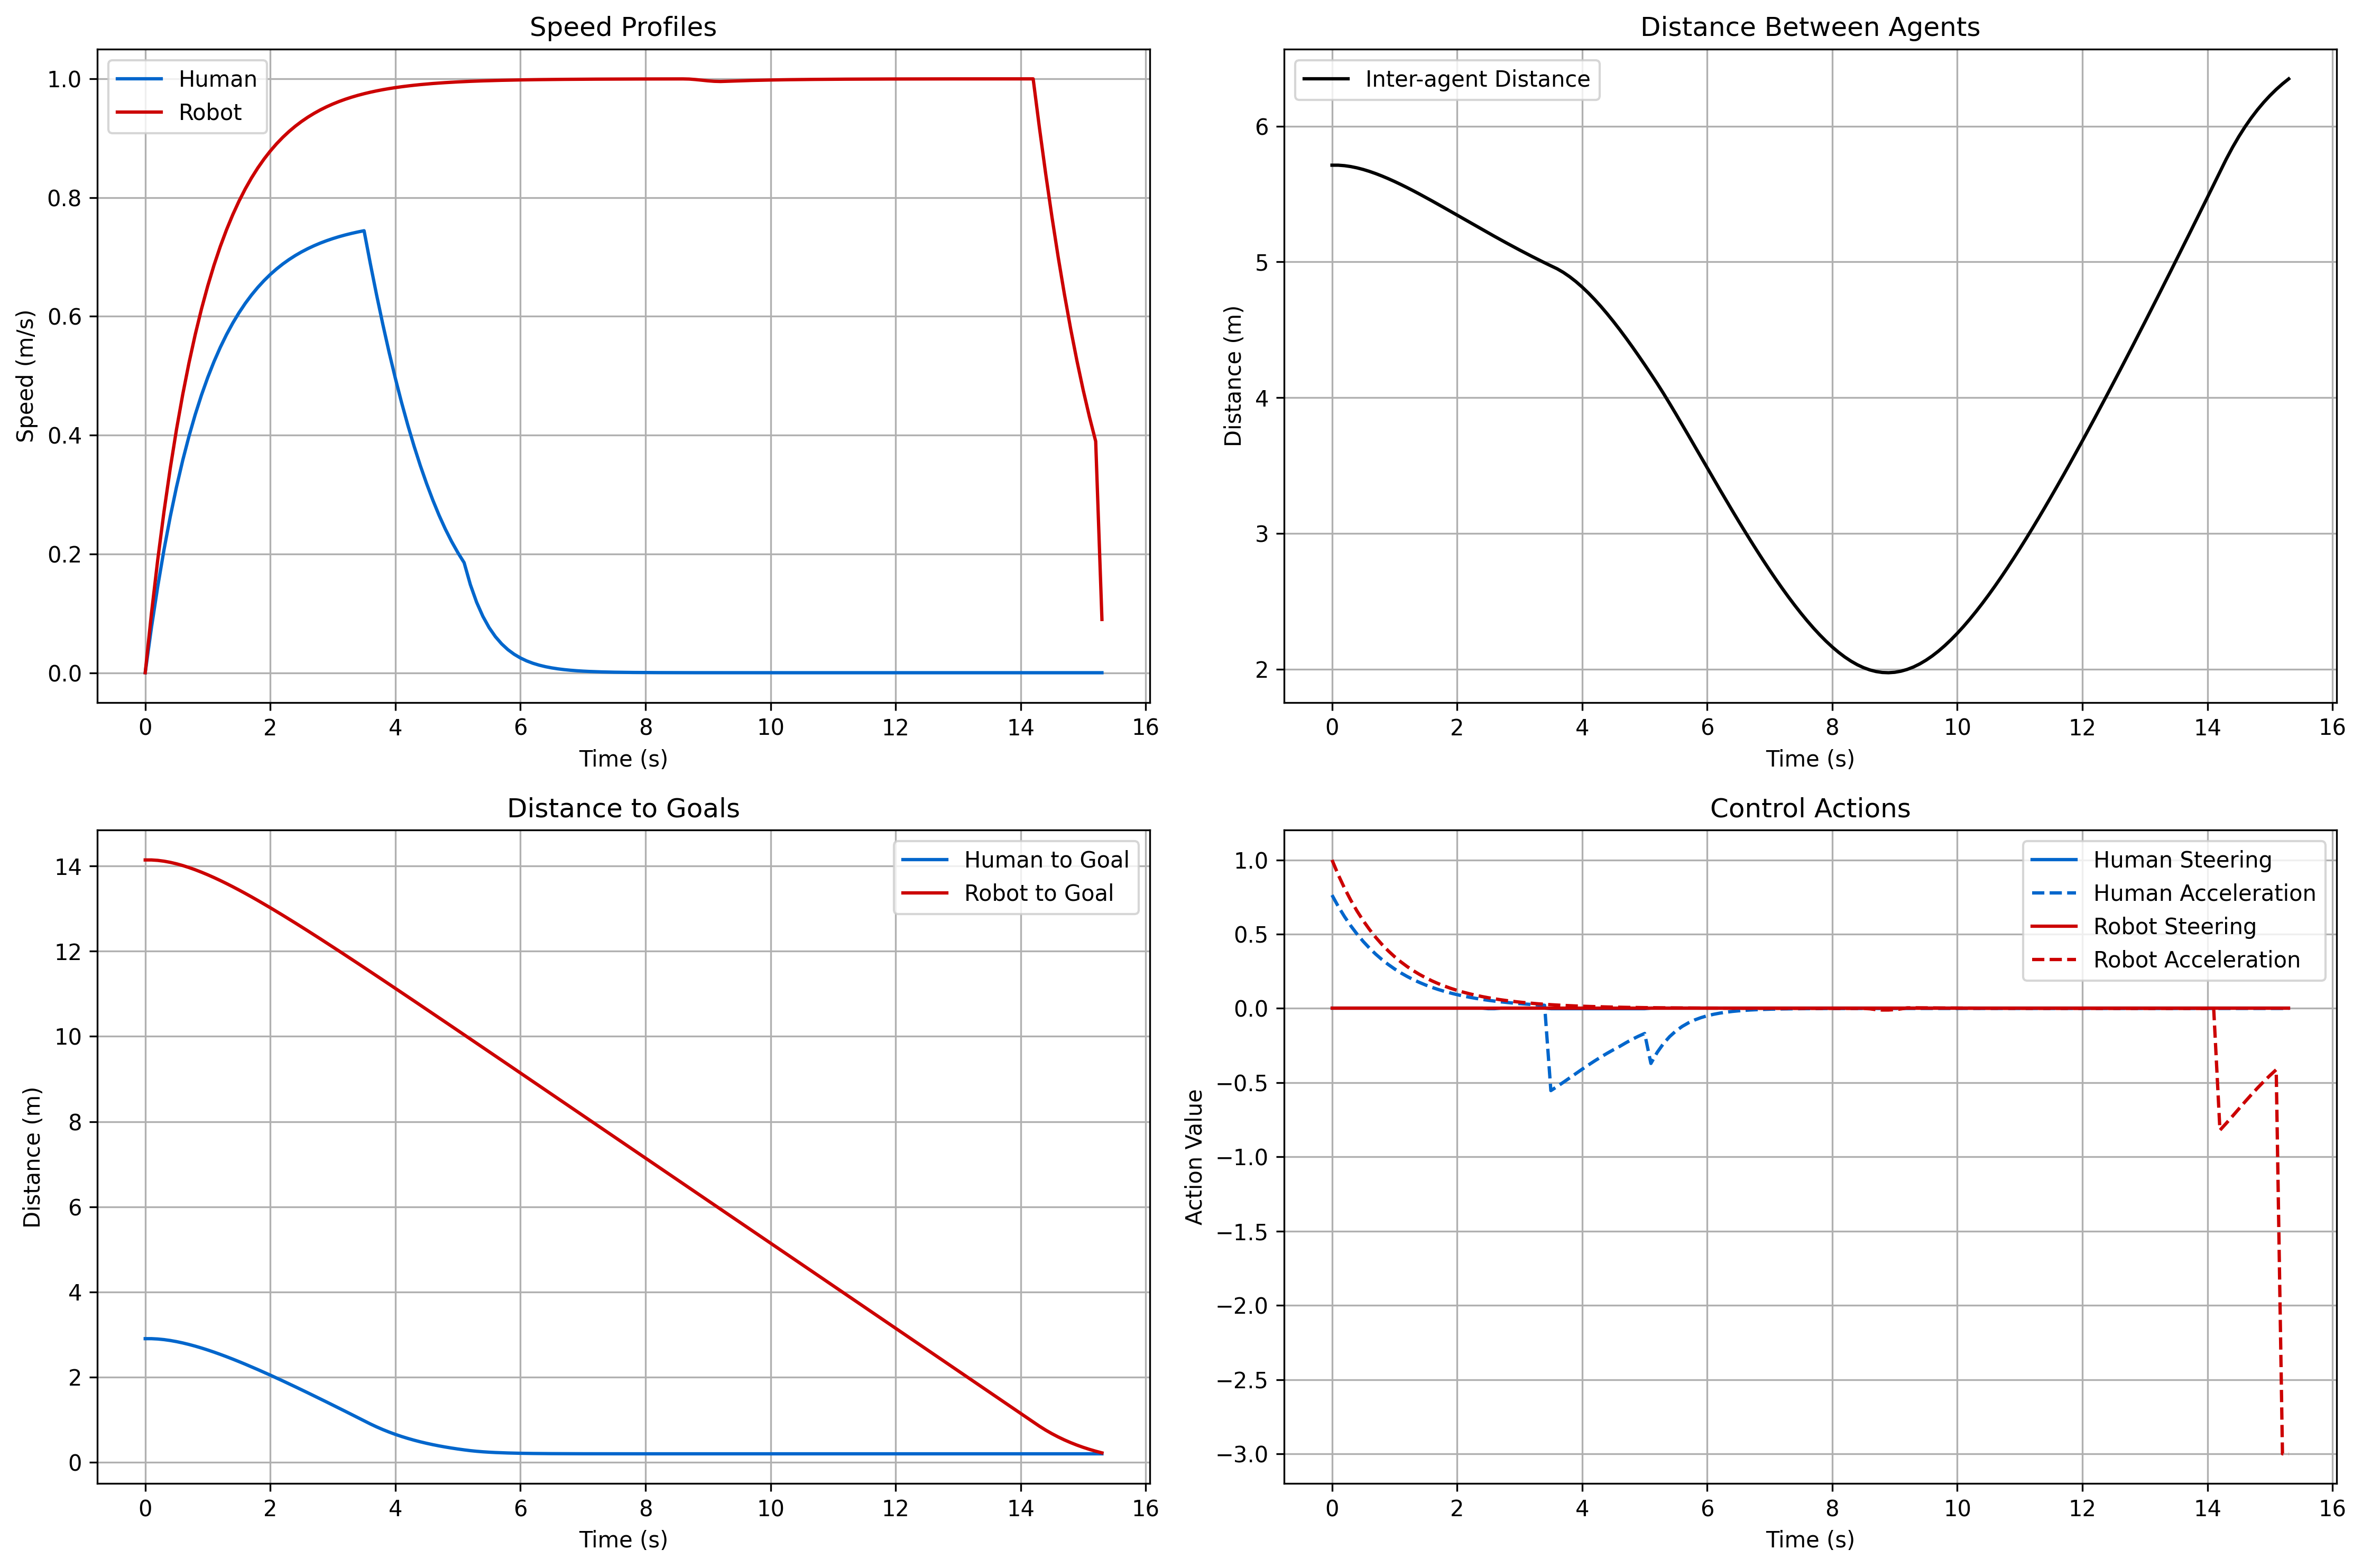 Speed Profiles
Human
Robot
1.0
0.8
0.6
0.4
0.2
0.0
Speed (m/s)
0 2 4 6 8 10 12 14 16
Time (s)
Distance Between Agents
Inter-agent Distance
6
5
4
3
2
Distance (m)
0 2 4 6 8 10 12 14 16
Time (s)
Distance to Goals
Human to Goal
Robot to Goal
14
12
10
8
6
4
2
0
Distance (m)
0 2 4 6 8 10 12 14 16
Time (s)
Control Actions
Human Steering
Human Acceleration
Robot Steering
Robot Acceleration
1.0
0.5
0.0
−0.5
−1.0
−1.5
−2.0
−2.5
−3.0
Action Value
0 2 4 6 8 10 12 14 16
Time (s)